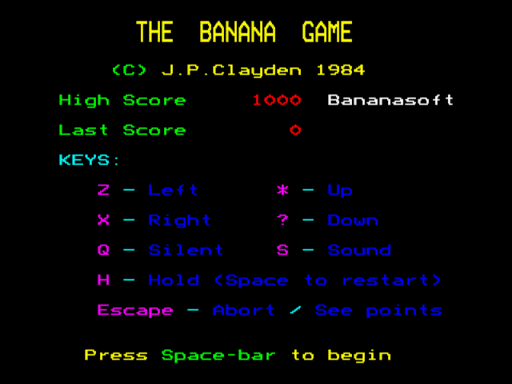 THE BANANA GAME
(C) J.P.Clayden 1984
High Score 1000 Bananasoft
Last Score 0
KEYS:
Z - Left * - Up
X - Right ? - Down
Q - Silent S - Sound
H - Hold (Space to restart)
Escape - Abort / See points
Press Space-bar to begin